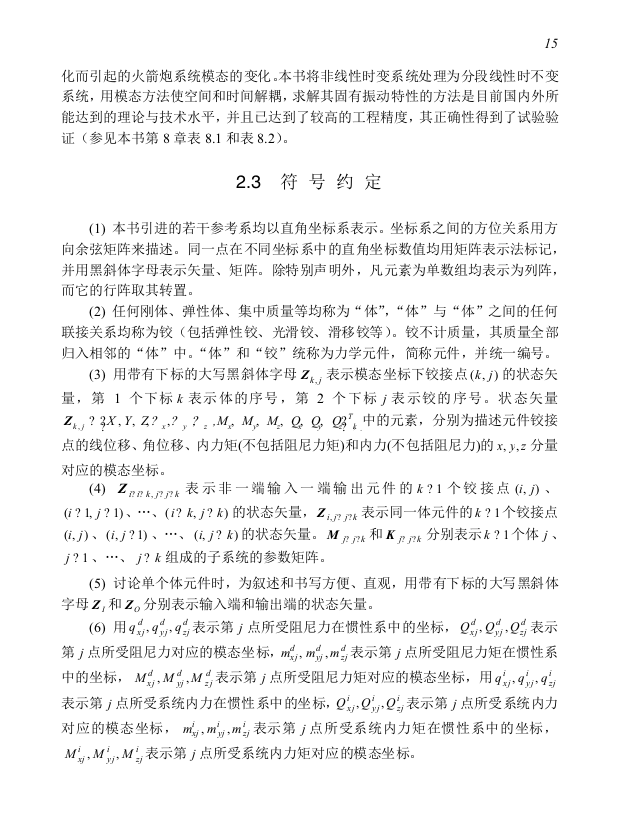 15
化而引起的火箭炮系统模态的变化。本书将非线性时变系统处理为分段线性时不变
系统，用模态方法使空间和时间解耦，求解其固有振动特性的方法是目前国内外所
能达到的理论与技术水平，并且已达到了较高的工程精度，其正确性得到了试验验
证（参见本书第 8 章表 8.1 和表 8.2）。
2.3 符 号 约 定
(1) 本书引进的若干参考系均以直角坐标系表示。坐标系之间的方位关系用方
向余弦矩阵来描述。同一点在不同坐标系中的直角坐标数值均用矩阵表示法标记，
并用黑斜体字母表示矢量、矩阵。除特别声明外，凡元素为单数组均表示为列阵，
而它的行阵取其转置。
(2) 任何刚体、弹性体、集中质量等均称为“体”，“体”与“体”之间的任何
联接关系均称为铰（包括弹性铰、光滑铰、滑移铰等）。铰不计质量，其质量全部
归入相邻的“体”中。“体”和“铰”统称为力学元件，简称元件，并统一编号。
(3) 用带有下标的大写黑斜体字母 Z_{k,j} 表示模态坐标下铰接点 (k, j) 的状态矢
量，第 1 个下标 k 表示体的序号，第 2 个下标 j 表示铰的序号。状态矢量
Z_{k,j} ? ?X, Y, Z, ?_x, ?_y ?_z, M_x, M_y, M_z, Q_x, Q_y, Q_z?^T_{k,} 中的元素，分别为描述元件铰接
点的线位移、角位移、内力矩(不包括阻尼力矩)和内力(不包括阻尼力)的 x, y, z 分量
对应的模态坐标。
(4) Z_{i?i?k, j?j?k} 表示非一端输入一端输出元件的 k ? 1 个铰接点 (i, j) 、
(i ? 1, j ? 1) 、…、 (i ? k, j ? k) 的状态矢量，Z_{i, j?j?k} 表示同一体元件的 k ? 1 个铰接点
(i, j) 、(i, j ? 1) 、…、 (i, j ? k) 的状态矢量。M_{j?j?k} 和 K_{j?j?k} 分别表示 k ? 1 个体 j 、
j ? 1 、…、 j ? k 组成的子系统的参数矩阵。
(5) 讨论单个体元件时，为叙述和书写方便、直观，用带有下标的大写黑斜体
字母 Z_I 和 Z_O 分别表示输入端和输出端的状态矢量。
(6) 用 q^d_{xj}, q^d_{yj}, q^d_{zj} 表示第 j 点所受阻尼力在惯性系中的坐标， Q^d_{xj}, Q^d_{yj}, Q^d_{zj} 表示
第 j 点所受阻尼力对应的模态坐标，m^d_{xj}, m^d_{yj}, m^d_{zj} 表示第 j 点所受阻尼力矩在惯性系
中的坐标， M^d_{xj}, M^d_{yj}, M^d_{zj} 表示第 j 点所受阻尼力矩对应的模态坐标，用 q^i_{xj}, q^i_{yj}, q^i_{zj}
表示第 j 点所受系统内力在惯性系中的坐标，Q^i_{xj}, Q^i_{yj}, Q^i_{zj} 表示第 j 点所受系统内力
对应的模态坐标， m^i_{xj}, m^i_{yj}, m^i_{zj} 表示第 j 点所受系统内力矩在惯性系中的坐标，
M^i_{xj}, M^i_{yj}, M^i_{zj} 表示第 j 点所受系统内力矩对应的模态坐标。